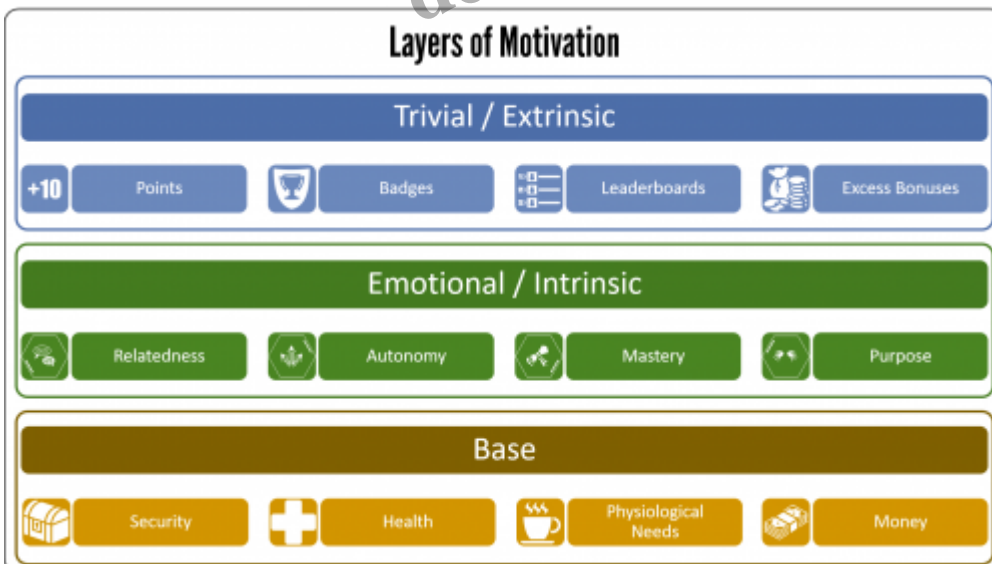 Layers of Motivation
Trivial / Extrinsic
+10 Points Badges Leaderboards Excess Bonuses
Emotional / Intrinsic
Relatedness Autonomy Mastery Purpose
Base
Security Health Physiological Needs Money